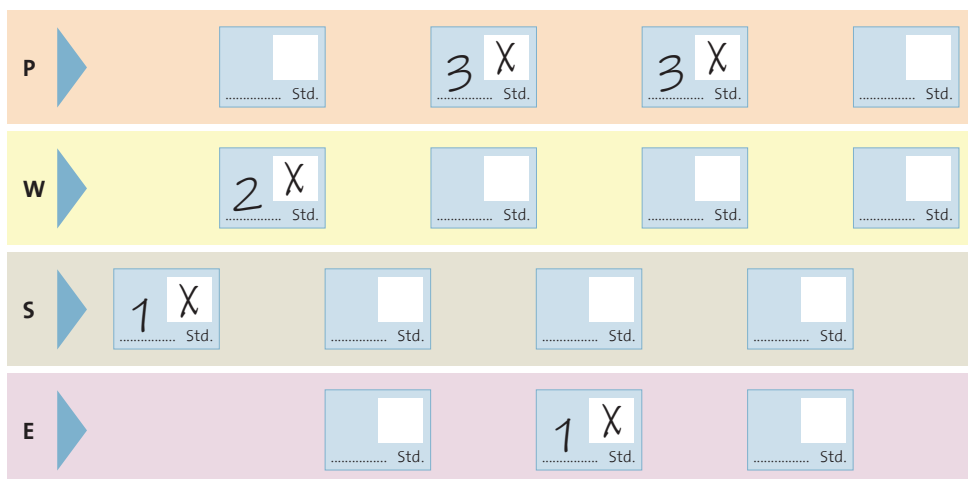 P
3 X 3 X
Std. Std. Std. Std.
W
2 X
Std. Std. Std. Std.
S
1 X
Std. Std. Std. Std.
E
1 X
Std. Std. Std.